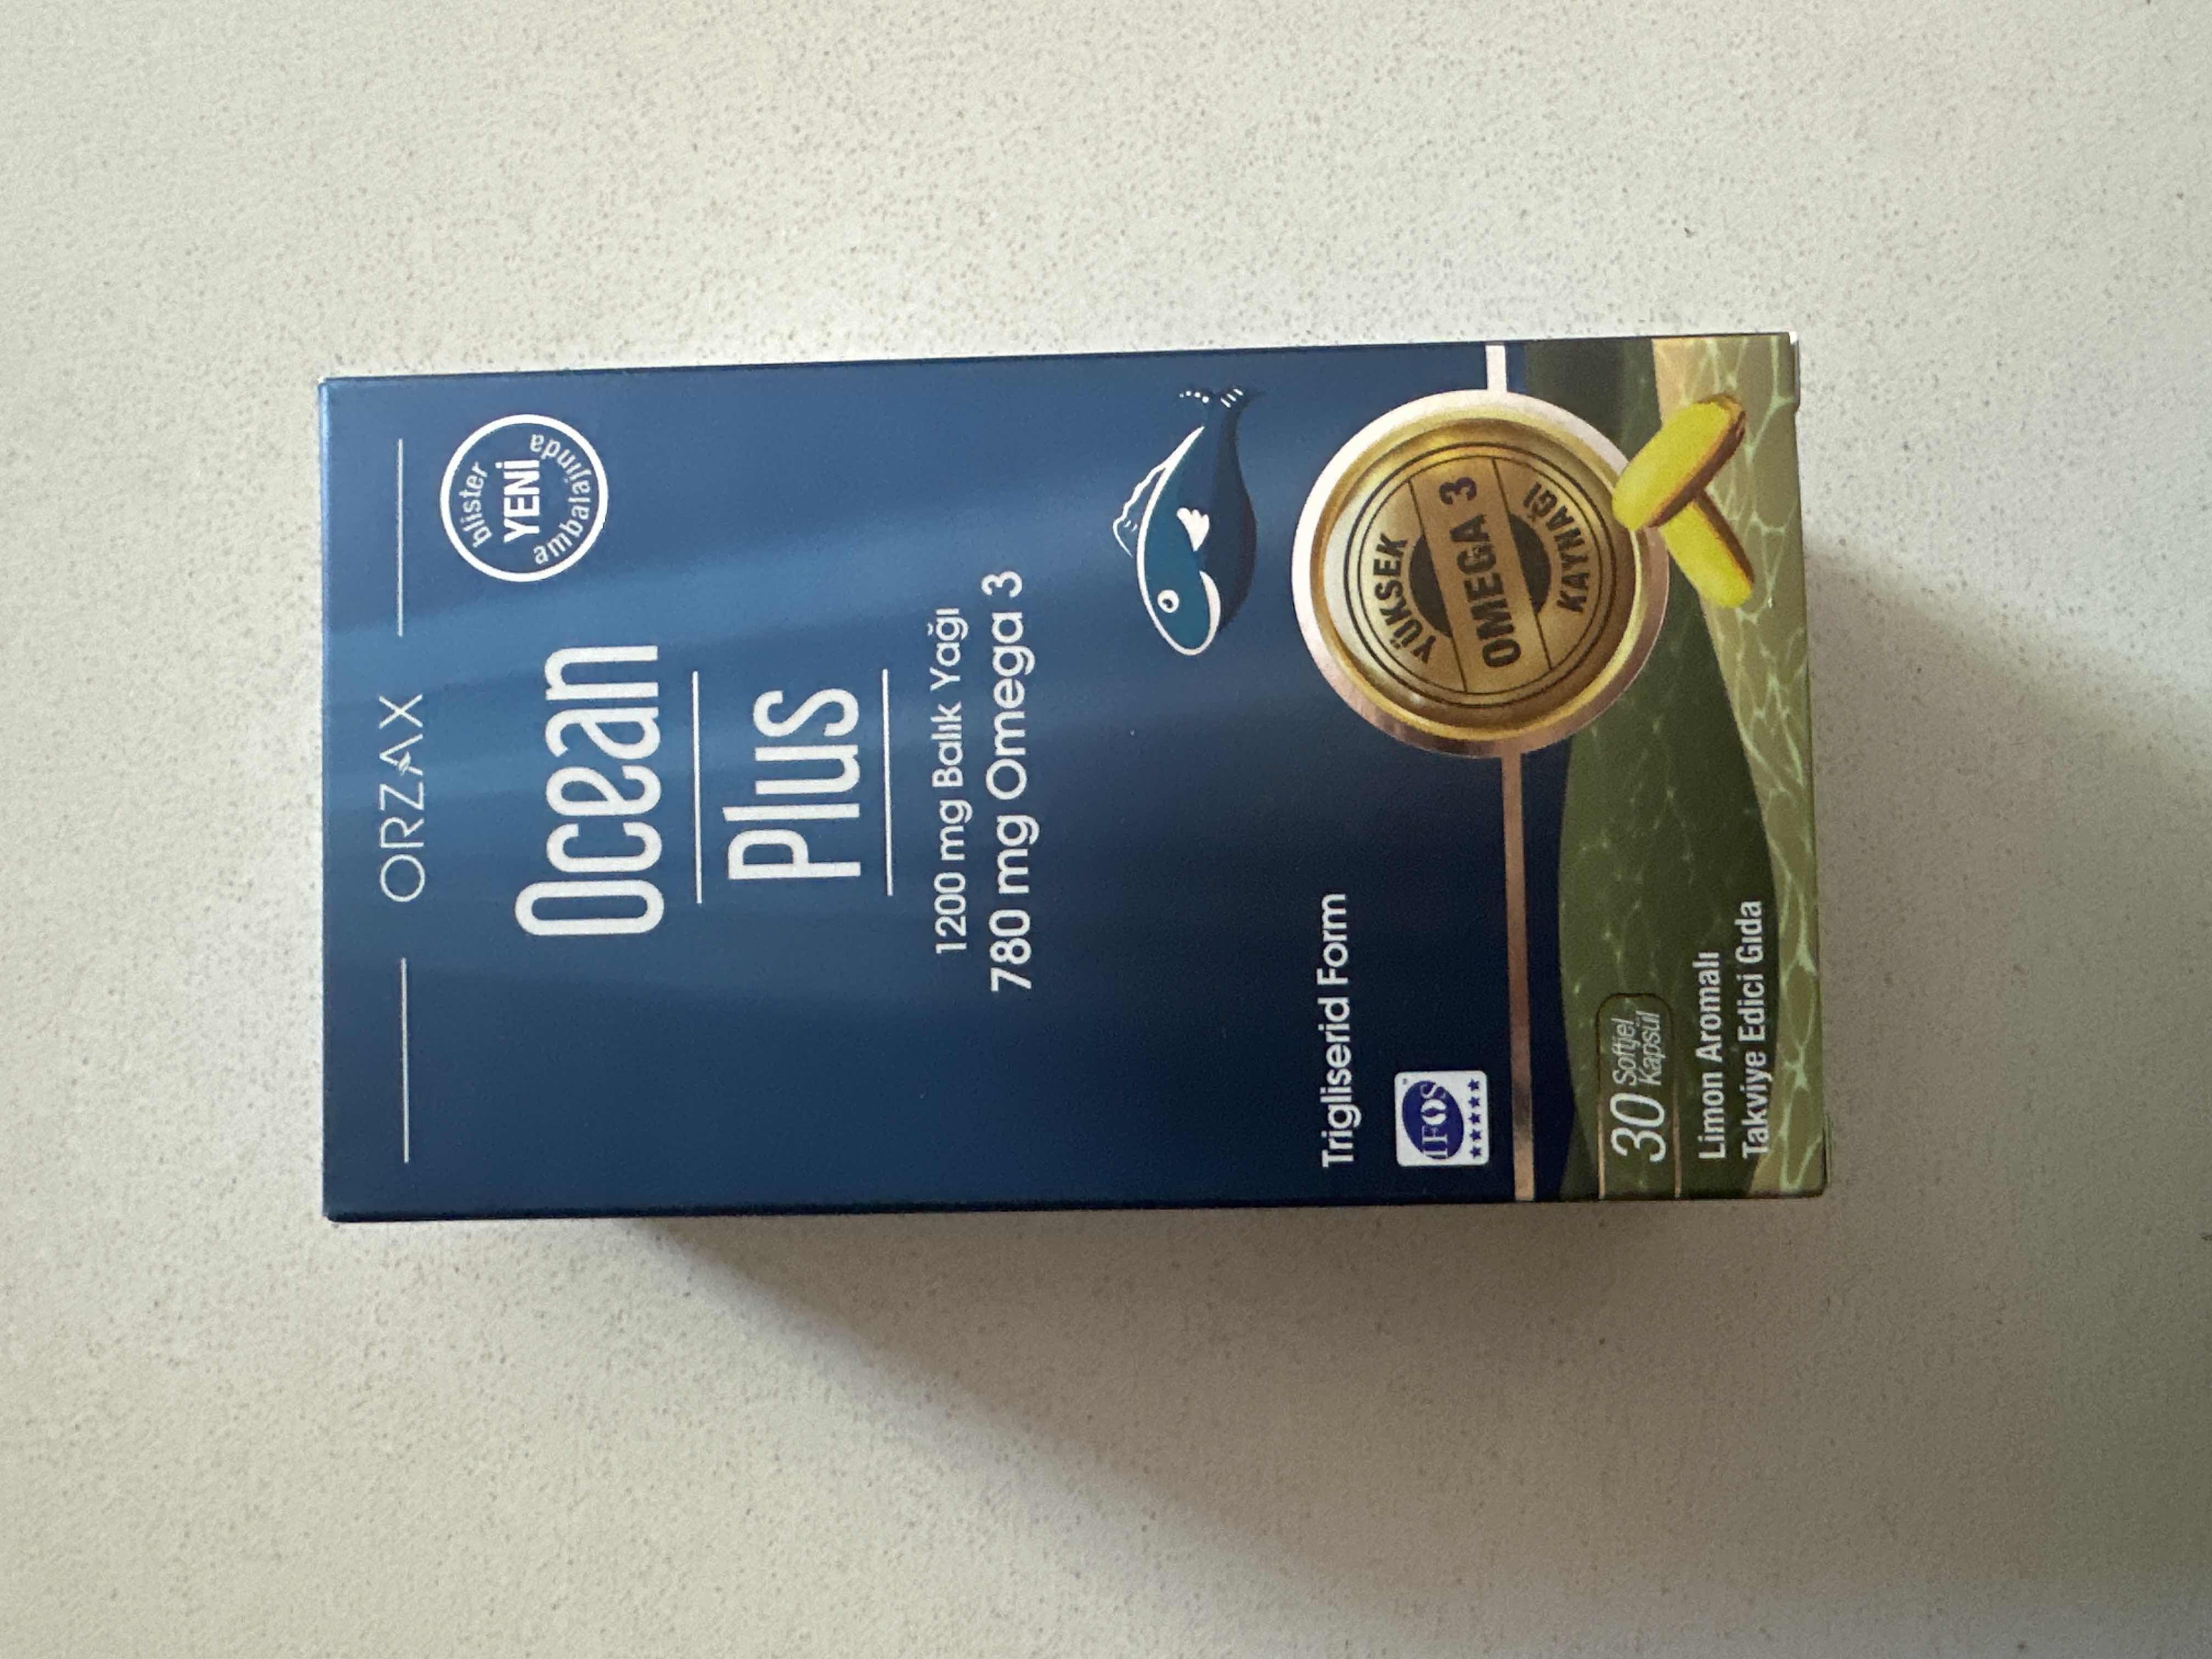 ORZAX
blister
YENİ
ambalajında
Ocean
Plus
1200 mg Balık Yağı
780 mg Omega 3
Trigliserid Form
IFOS
YÜKSEK
OMEGA 3
KAYNAĞI
30 Softjel
Kapsül
Limon Aromalı
Takviye Edici Gıda